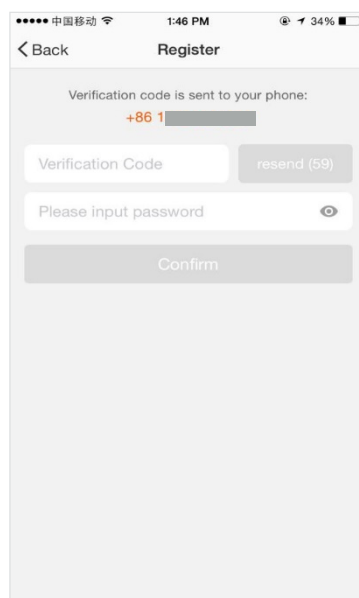 中国移动 1:46 PM 34%
Back Register
Verification code is sent to your phone:
+86 1
Verification Code resend (59)
Please input password
Confirm